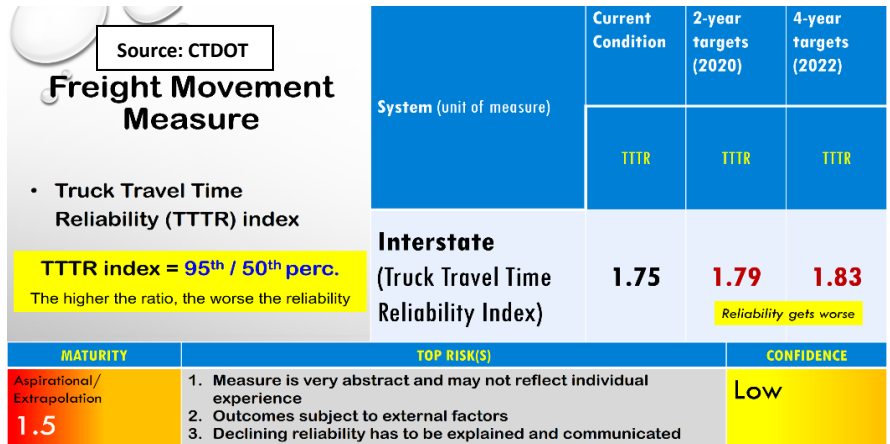 Source: CTDOT
Freight Movement
Measure
• Truck Travel Time
Reliability (TTTR) index
TTTR index = 95th / 50th perc.
The higher the ratio, the worse the reliability
System (unit of measure)
Current
Condition
2-year
targets
(2020)
4-year
targets
(2022)
TTTR TTTR TTTR
Interstate
(Truck Travel Time
Reliability Index)
1.75 1.79 1.83
Reliability gets worse
MATURITY TOP RISK(S) CONFIDENCE
Aspirational/
Extrapolation
1.5
1. Measure is very abstract and may not reflect individual
experience
2. Outcomes subject to external factors
3. Declining reliability has to be explained and communicated
Low